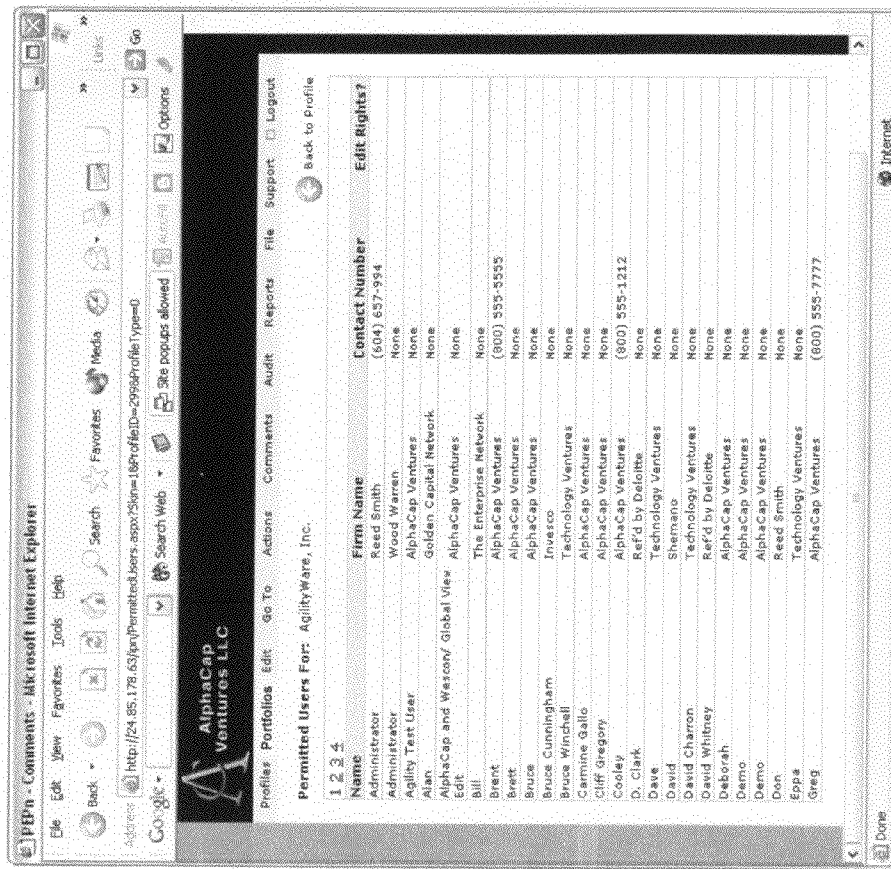 PEPn - Comments - Microsoft Internet Explorer
File Edit View Favorites Tools Help
Back Search Favorites Media
Address http://24.85.178.63/ipn/PermittedUsers.aspx?Skin=1&ProfileID=299&ProfileType=0 Go Links
Google Search Web Site popups allowed AutoFill Options
AlphaCap
Ventures LLC
Profiles Portfolios Edit Go To Actions Comments Audit Reports File Support Logout
Permitted Users For: AgilityWare, Inc. Back to Profile
1 2 3 4
Name Firm Name Contact Number Edit Rights?
Administrator Reed Smith (604) 657-994
Administrator Wood Warren None
Agility Test User AlphaCap Ventures None
Alan Golden Capital Network None
AlphaCap and Wescon/ Global View AlphaCap Ventures None
Edit
Bill The Enterprise Network None
Brent AlphaCap Ventures (800) 555-5555
Brett AlphaCap Ventures None
Bruce AlphaCap Ventures None
Bruce Cunningham Invesco None
Bruce Winchell Technology Ventures None
Carmine Gallo AlphaCap Ventures None
Cliff Gregory AlphaCap Ventures None
Cooley AlphaCap Ventures (800) 555-1212
D. Clark Ref'd by Deloitte None
Dave Technology Ventures None
David Shemano None
David Charron Technology Ventures None
David Whitney Ref'd by Deloitte None
Deborah AlphaCap Ventures None
Demo AlphaCap Ventures None
Demo AlphaCap Ventures None
Don Reed Smith None
Eppa Technology Ventures None
Greg AlphaCap Ventures (800) 555-7777
Done Internet